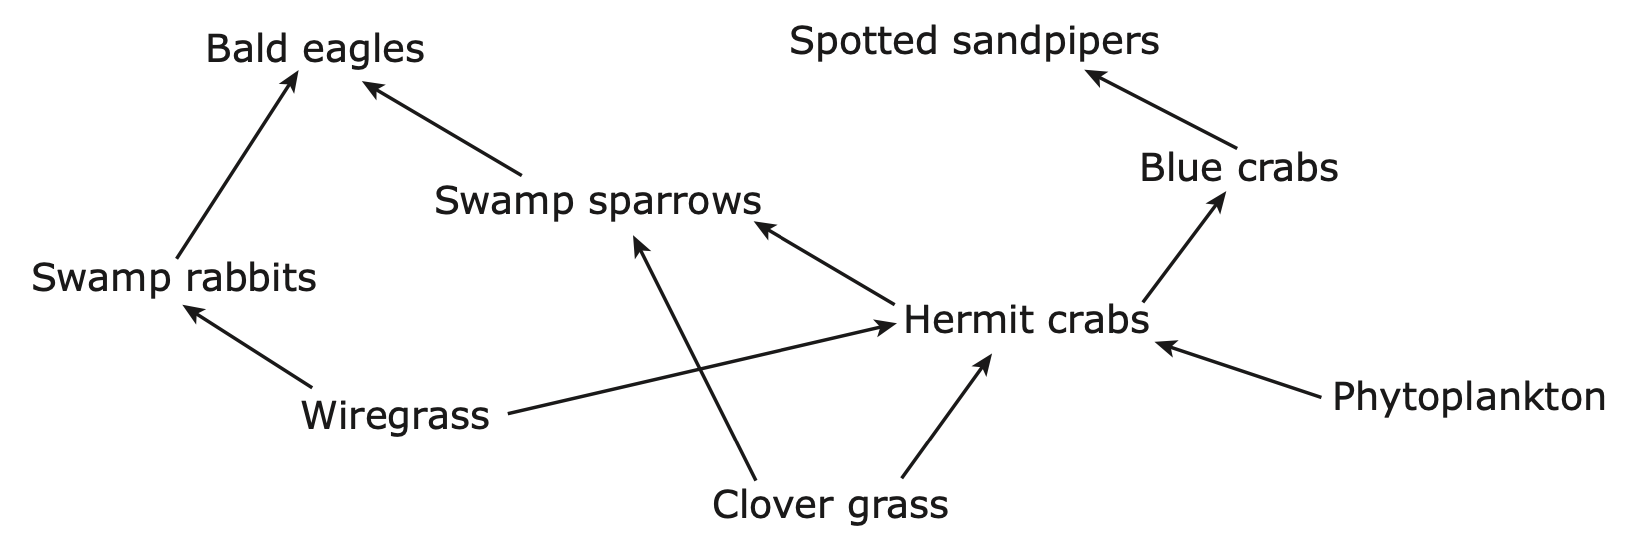 Bald eagles
Spotted sandpipers
Blue crabs
Swamp sparrows
Swamp rabbits
Hermit crabs
Phytoplankton
Wiregrass
Clover grass